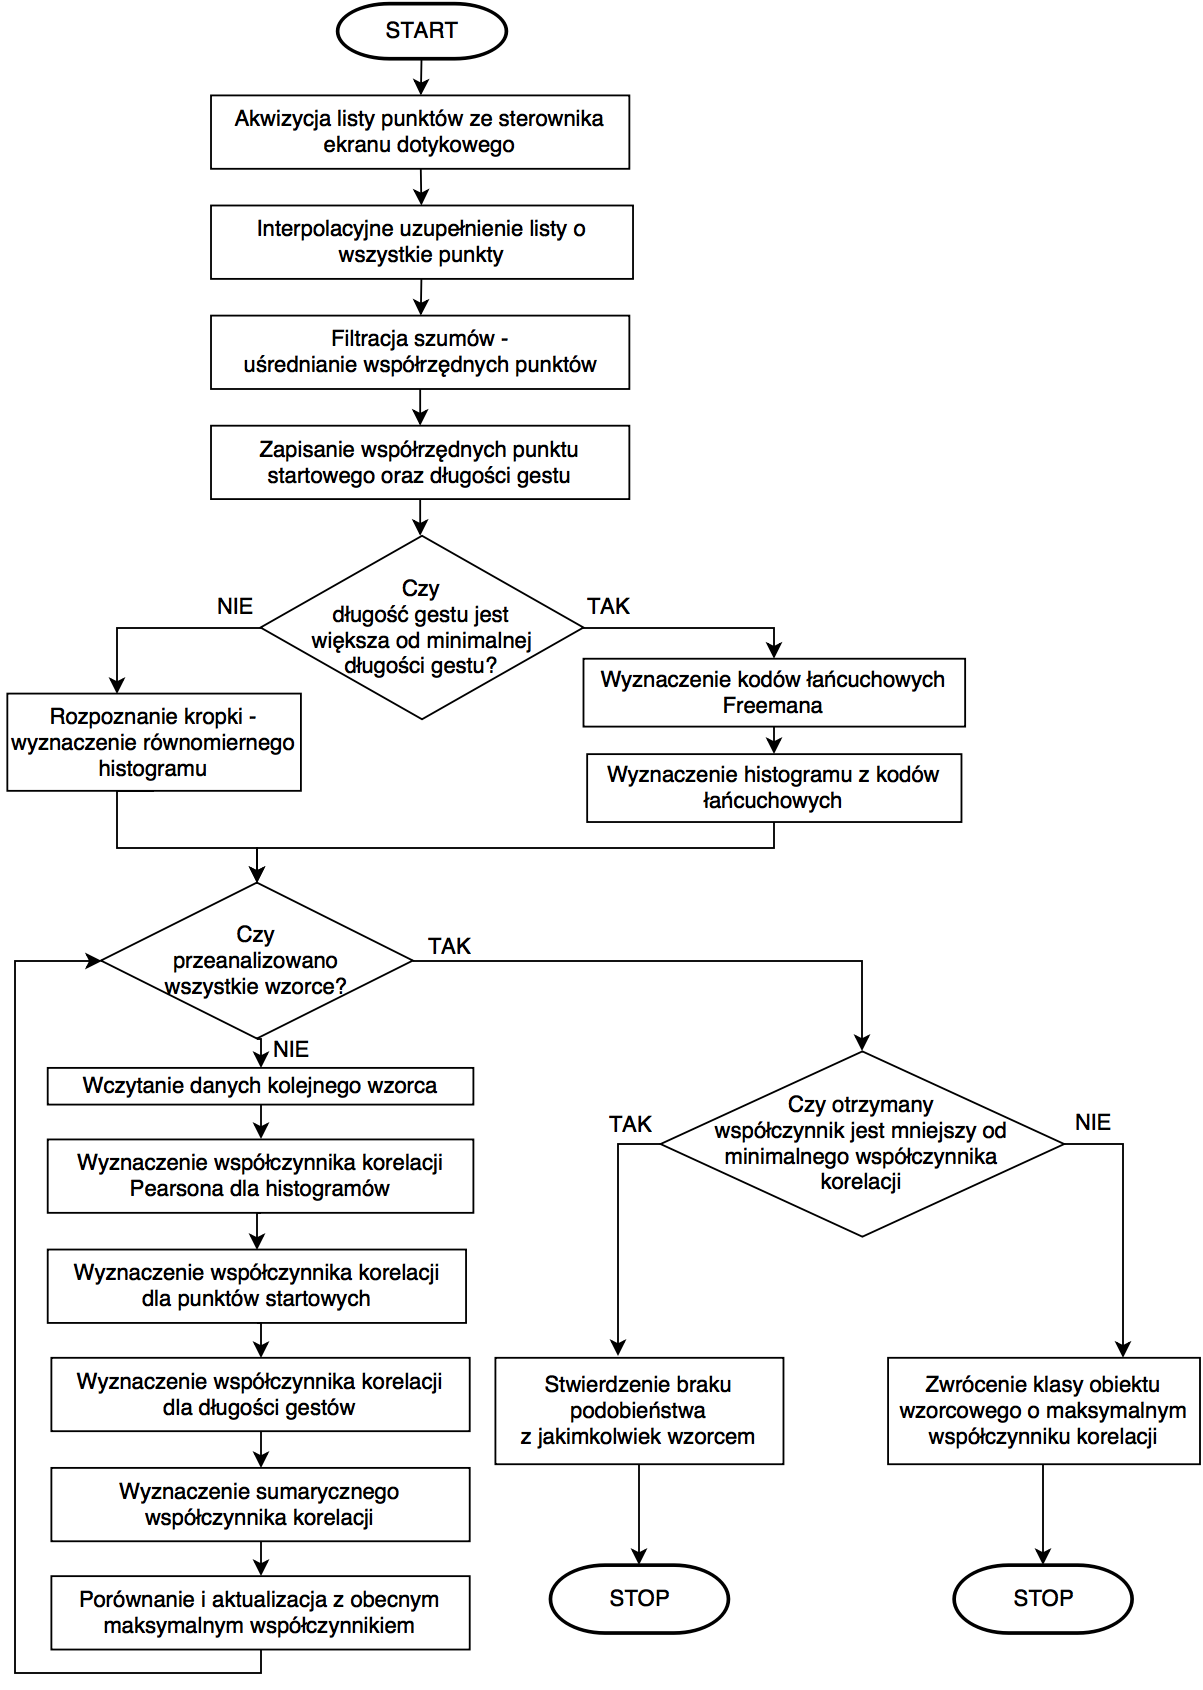 START
Akwizycja listy punktów ze sterownika
ekranu dotykowego
Interpolacyjne uzupełnienie listy o
wszystkie punkty
Filtracja szumów -
uśrednianie współrzędnych punktów
Zapisanie współrzędnych punktu
startowego oraz długości gestu
Czy
długość gestu jest
większa od minimalnej
długości gestu?
NIE
TAK
Rozpoznanie kropki -
wyznaczenie równomiernego
histogramu
Wyznaczenie kodów łańcuchowych
Freemana
Wyznaczenie histogramu z kodów
łańcuchowych
Czy
przeanalizowano
wszystkie wzorce?
TAK
NIE
Wczytanie danych kolejnego wzorca
Wyznaczenie współczynnika korelacji
Pearsona dla histogramów
Wyznaczenie współczynnika korelacji
dla punktów startowych
Wyznaczenie współczynnika korelacji
dla długości gestów
Wyznaczenie sumarycznego
współczynnika korelacji
Porównanie i aktualizacja z obecnym
maksymalnym współczynnikiem
Czy otrzymany
współczynnik jest mniejszy od
minimalnego współczynnika
korelacji
TAK
NIE
Stwierdzenie braku
podobieństwa
z jakimkolwiek wzorcem
STOP
Zwrócenie klasy obiektu
wzorcowego o maksymalnym
współczynniku korelacji
STOP